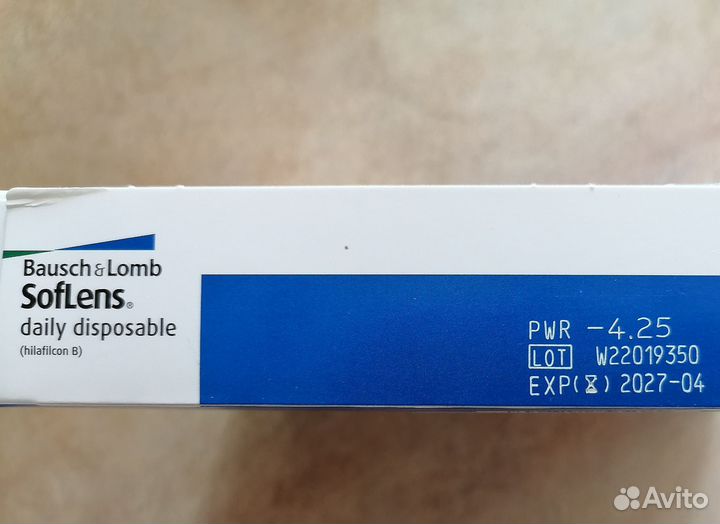 Bausch & Lomb
SofLens®
daily disposable
(hilafilcon B)
PWR -4.25
LOT W22019350
EXP(⌛) 2027-04
Avito